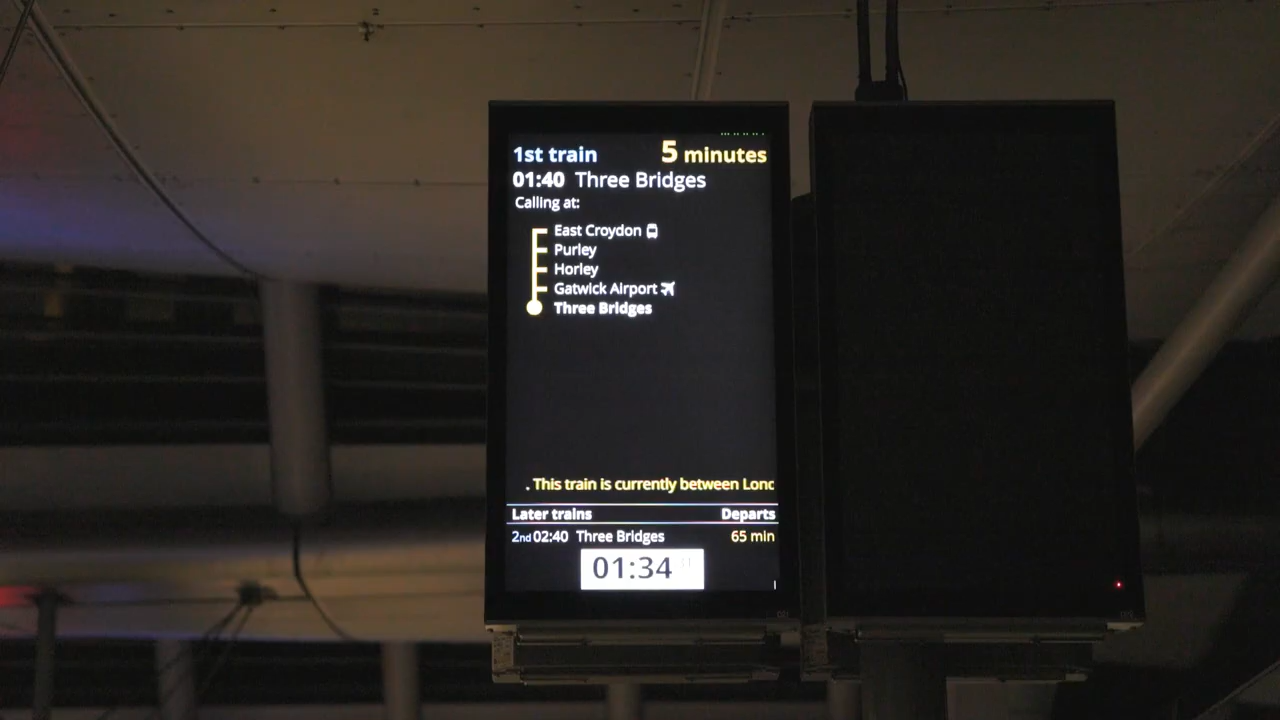 1st train 5 minutes
01:40 Three Bridges
Calling at:
East Croydon
Purley
Horley
Gatwick Airport
Three Bridges
. This train is currently between Lonc
Later trains Departs
2nd 02:40 Three Bridges 65 min
01:34